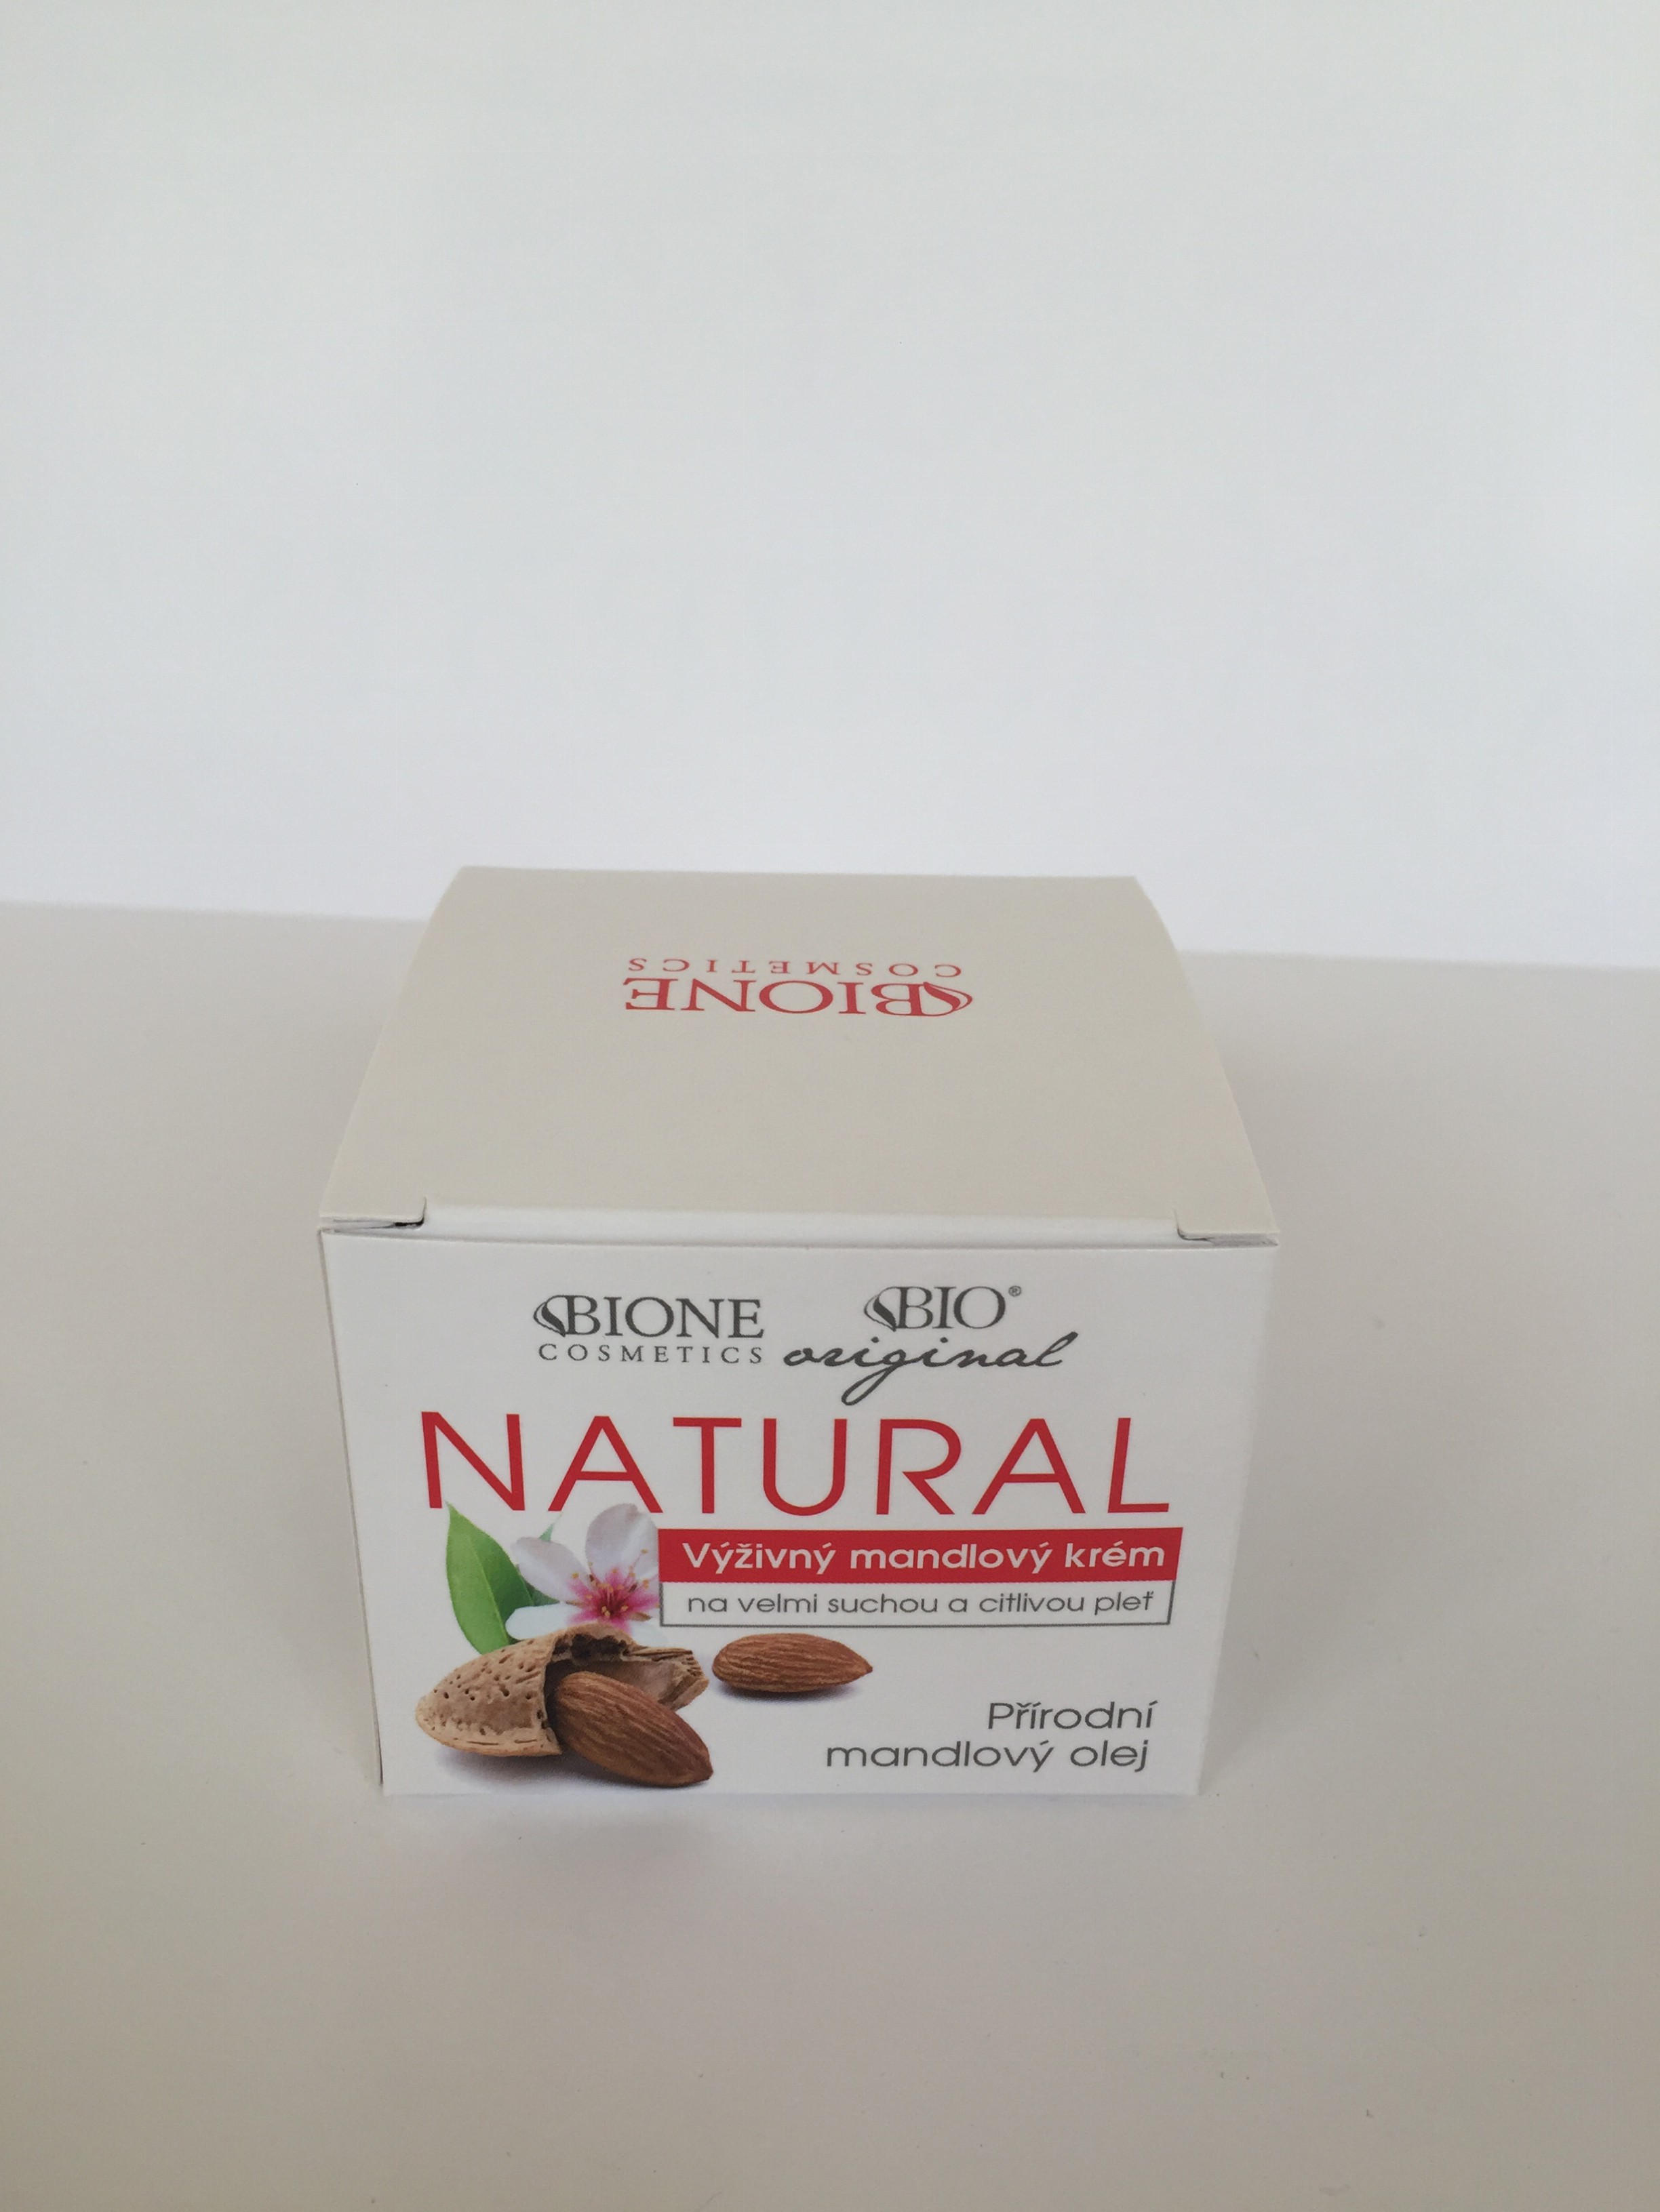 BIONE
COSMETICS
BIONE
COSMETICS
BIO®
original
NATURAL
Výživný mandlový krém
na velmi suchou a citlivou pleť
Přírodní
mandlový olej